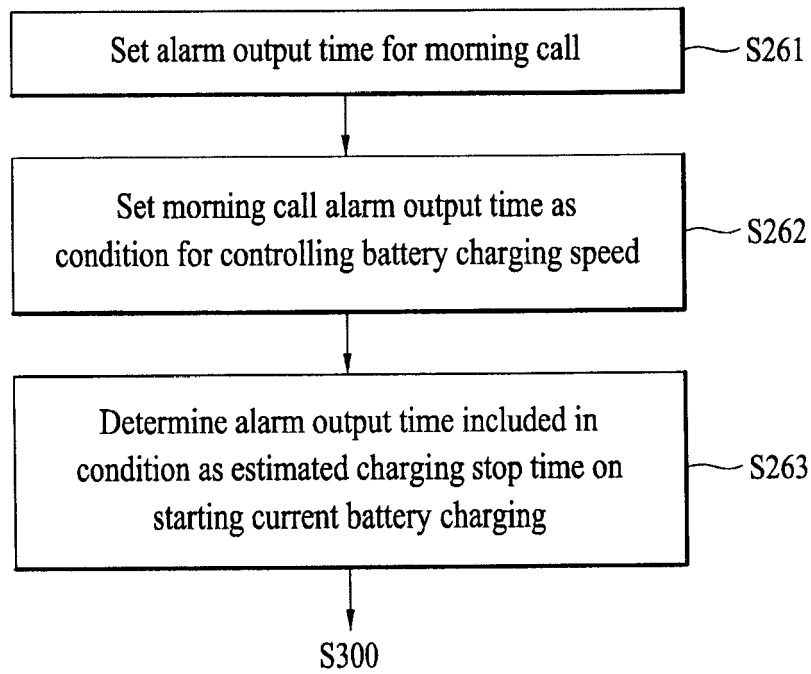 Set alarm output time for morning call
S261
Set morning call alarm output time as
condition for controlling battery charging speed
S262
Determine alarm output time included in
condition as estimated charging stop time on
starting current battery charging
S263
S300